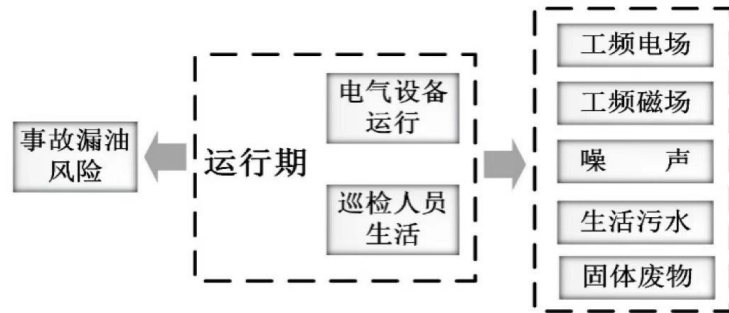 事故漏油
风险
运行期
电气设备
运行
巡检人员
生活
工频电场
工频磁场
噪 声
生活污水
固体废物